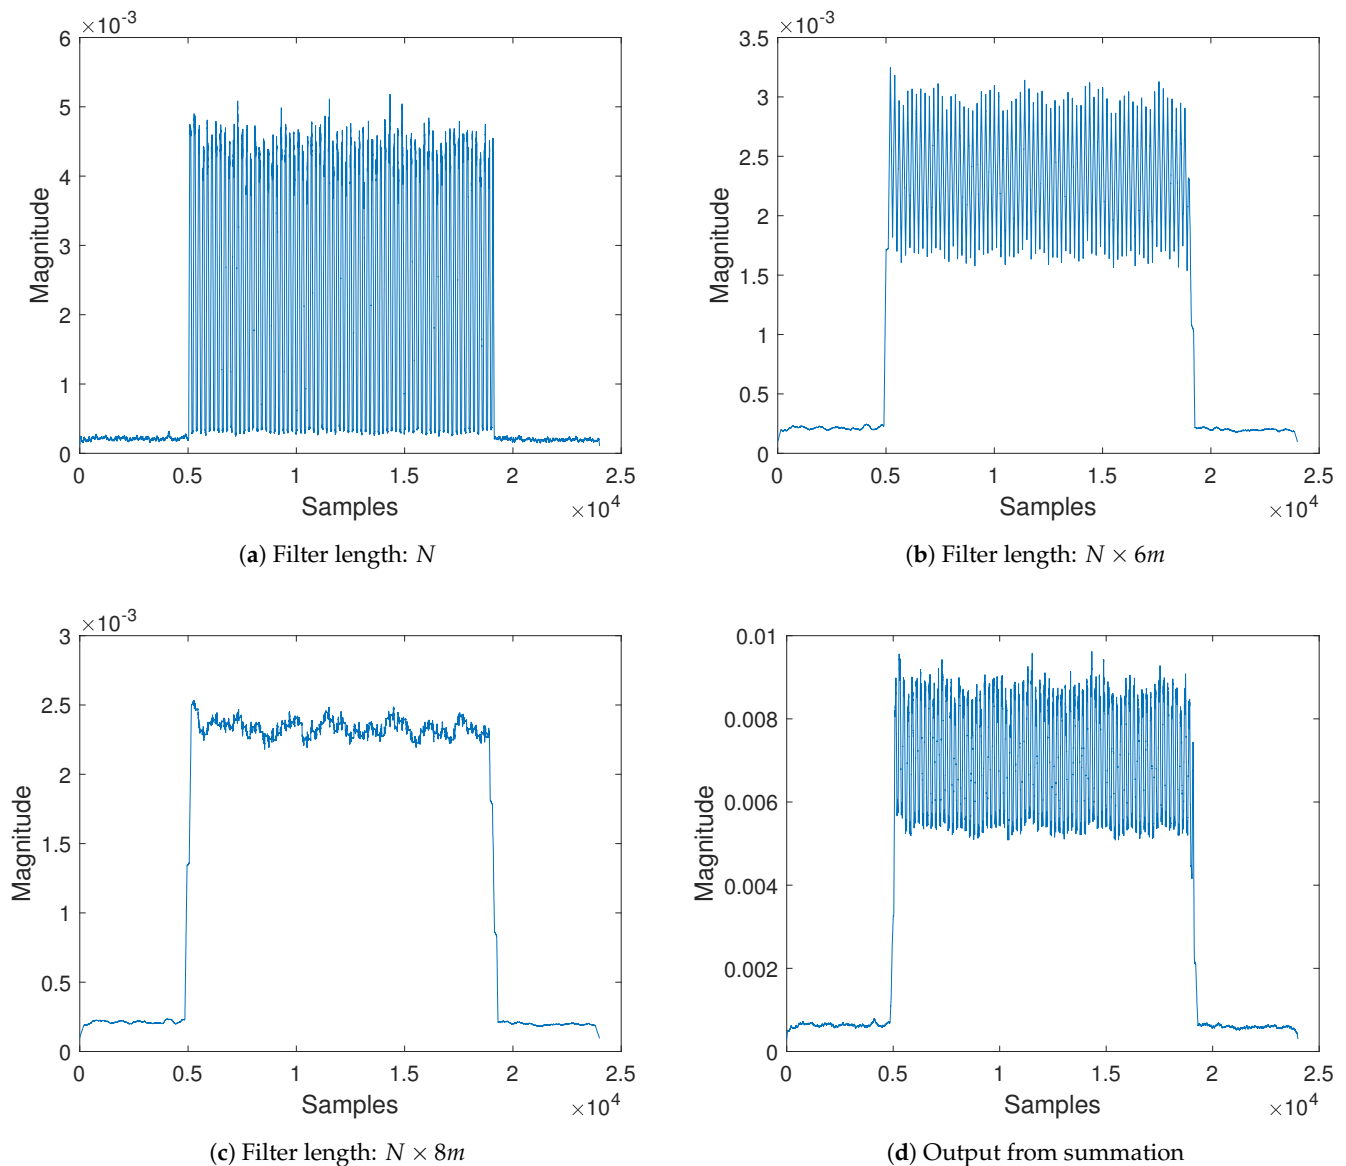 ×10⁻³
6
5
4
3
2
1
0
Magnitude
0 0.5 1 1.5 2 2.5
Samples
×10⁴
(a) Filter length: N
×10⁻³
3.5
3
2.5
2
1.5
1
0.5
0
Magnitude
0 0.5 1 1.5 2 2.5
Samples
×10⁴
(b) Filter length: N × 6m
×10⁻³
3
2.5
2
1.5
1
0.5
0
Magnitude
0 0.5 1 1.5 2 2.5
Samples
×10⁴
(c) Filter length: N × 8m
0.01
0.008
0.006
0.004
0.002
0
Magnitude
0 0.5 1 1.5 2 2.5
Samples
×10⁴
(d) Output from summation